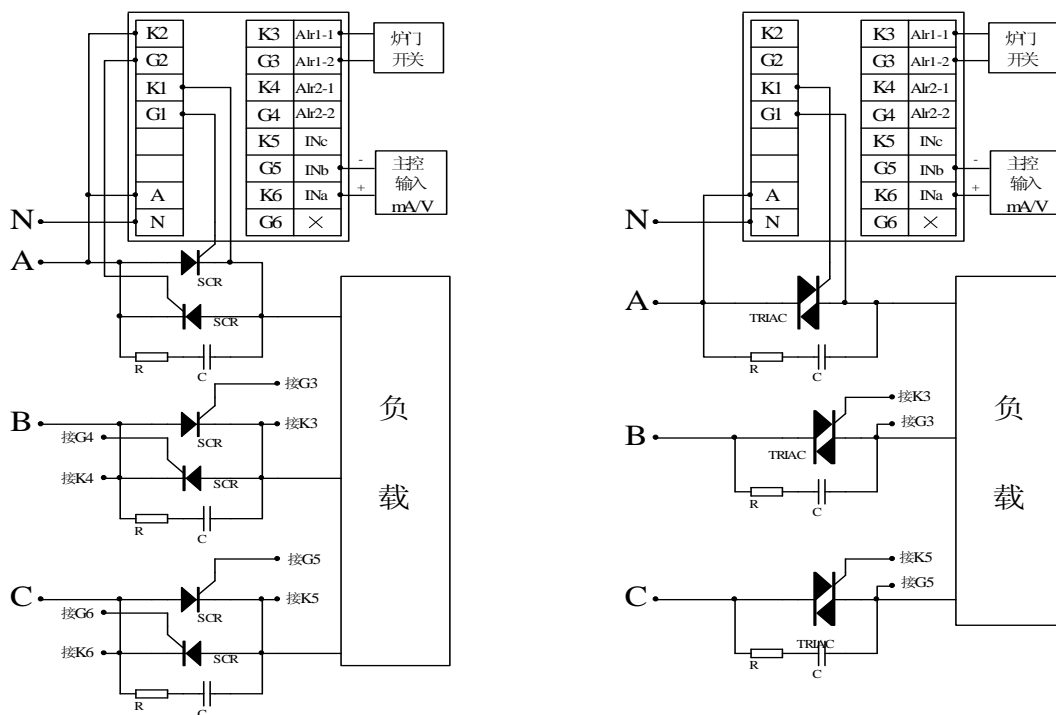 K2 K3 Alr1-1 炉门
G2 G3 Alr1-2 开关
K1 K4 Alr2-1
G1 G4 Alr2-2
K5 INc
G5 INb - 主控
A K6 INa + 输入
N G6 × mA/V
N
A
SCR
SCR
R C
接G3
B 接K3
SCR
接G4
接K4 SCR
R C
接G5
C 接K5
SCR
接G6
接K6 SCR
R C
负
载
K2 K3 Alr1-1 炉门
G2 G3 Alr1-2 开关
K1 K4 Alr2-1
G1 G4 Alr2-2
K5 INc
G5 INb - 主控
A K6 INa + 输入
N G6 × mA/V
N
A
TRIAC
R C
接K3
接G3
B
TRIAC
R C
接K5
接G5
C
TRIAC
R C
负
载